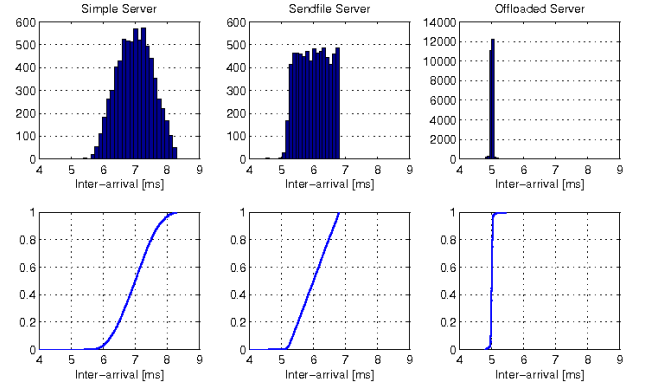 Simple Server
Sendfile Server
Offloaded Server
600
500
400
300
200
100
0
4 5 6 7 8 9
Inter-arrival [ms]
600
500
400
300
200
100
0
4 5 6 7 8 9
Inter-arrival [ms]
14000
12000
10000
8000
6000
4000
2000
0
4 5 6 7 8 9
Inter-arrival [ms]
1
0.8
0.6
0.4
0.2
0
4 5 6 7 8 9
Inter-arrival [ms]
1
0.8
0.6
0.4
0.2
0
4 5 6 7 8 9
Inter-arrival [ms]
1
0.8
0.6
0.4
0.2
0
4 5 6 7 8 9
Inter-arrival [ms]